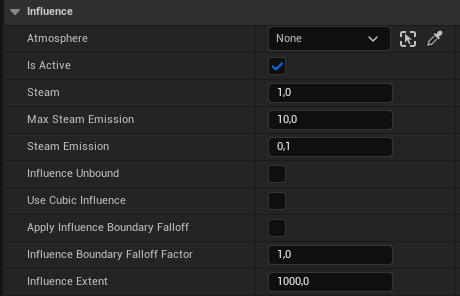 Influence
Atmosphere None
Is Active
Steam 1,0
Max Steam Emission 10,0
Steam Emission 0,1
Influence Unbound
Use Cubic Influence
Apply Influence Boundary Falloff
Influence Boundary Falloff Factor 1,0
Influence Extent 1000,0